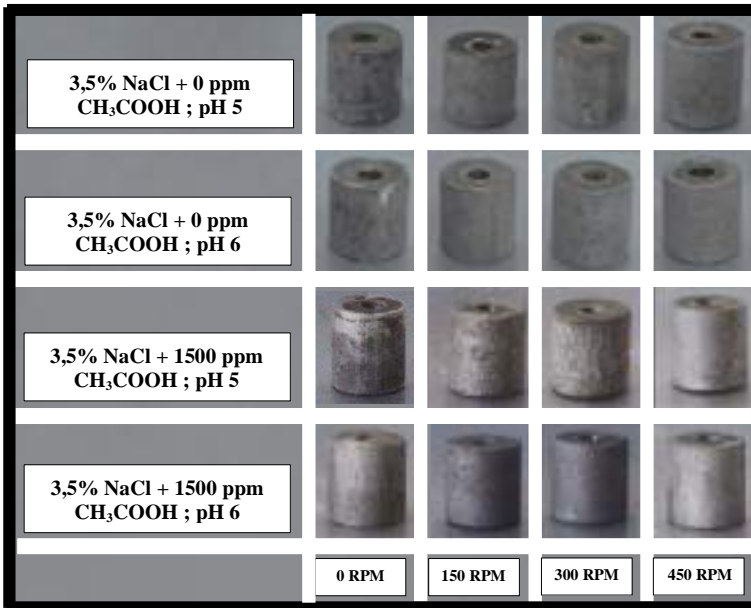 3,5% NaCl + 0 ppm
CH₃COOH ; pH 5
3,5% NaCl + 0 ppm
CH₃COOH ; pH 6
3,5% NaCl + 1500 ppm
CH₃COOH ; pH 5
3,5% NaCl + 1500 ppm
CH₃COOH ; pH 6
0 RPM
150 RPM
300 RPM
450 RPM